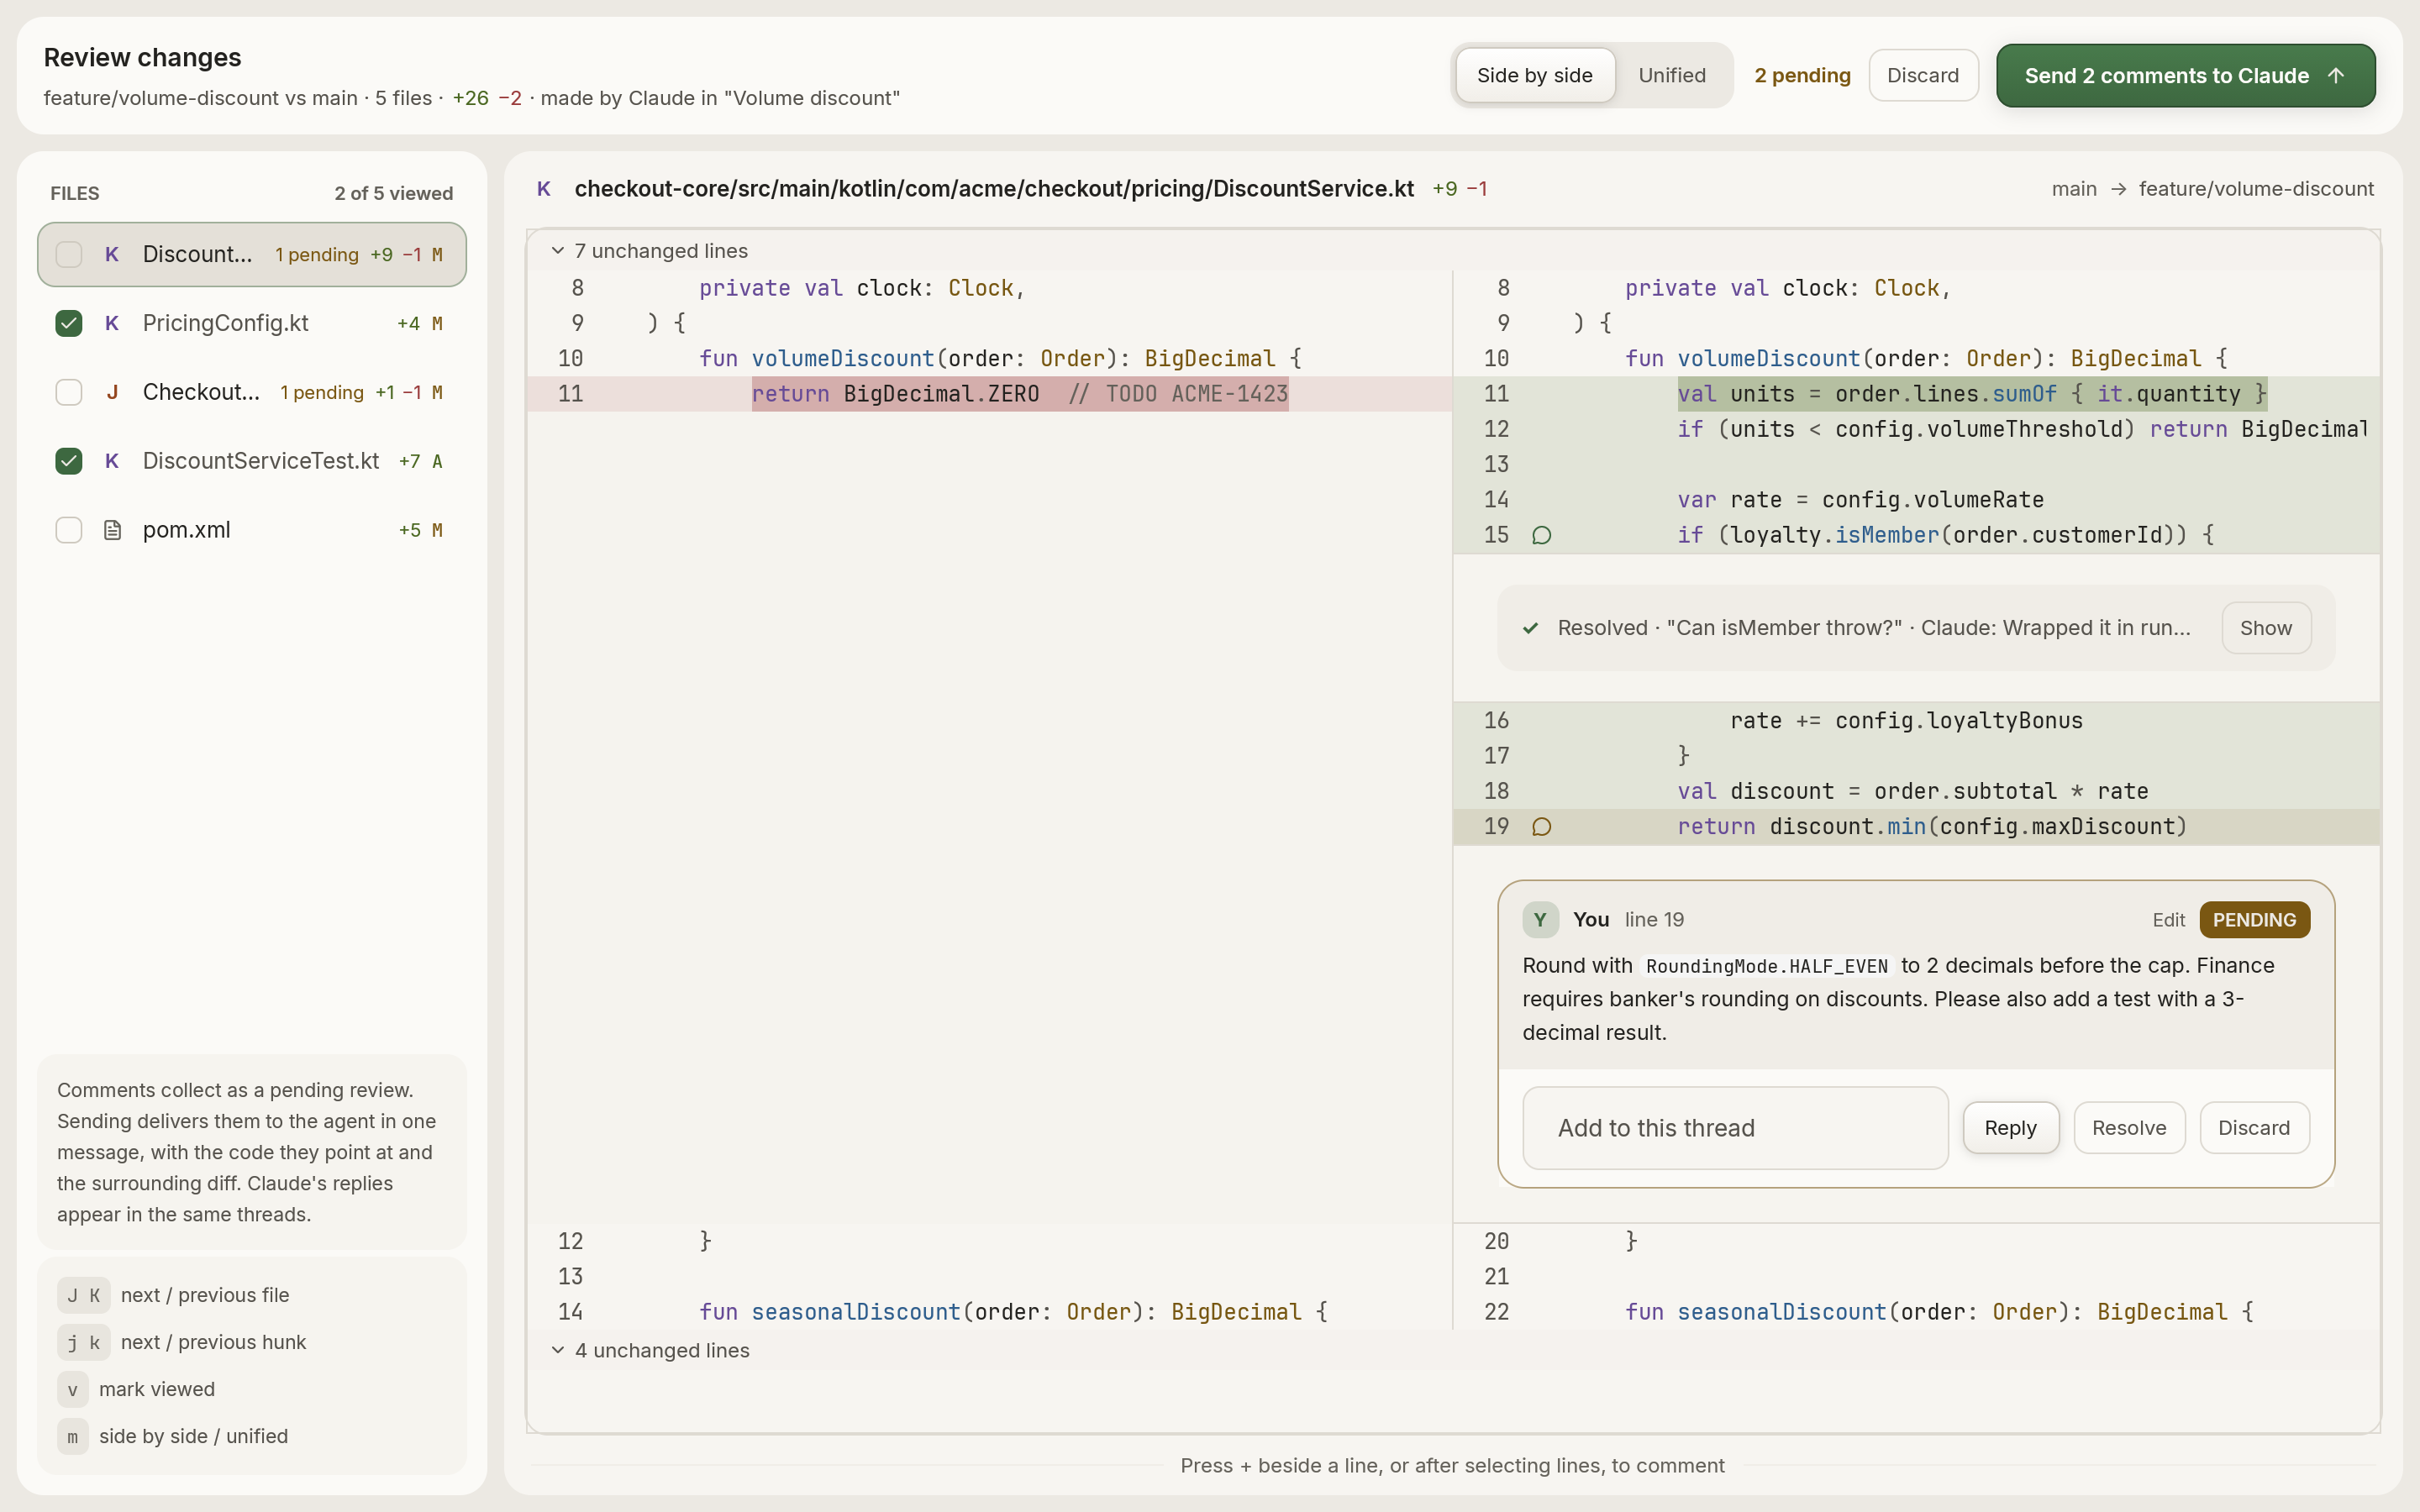 Review changes
feature/volume-discount vs main · 5 files · +26 −2 · made by Claude in "Volume discount"
Side by side
Unified
2 pending
Discard
Send 2 comments to Claude ↑
FILES
2 of 5 viewed
K Discount... 1 pending +9 −1 M
K PricingConfig.kt +4 M
J Checkout... 1 pending +1 −1 M
K DiscountServiceTest.kt +7 A
pom.xml +5 M
Comments collect as a pending review.
Sending delivers them to the agent in one
message, with the code they point at and
the surrounding diff. Claude's replies
appear in the same threads.
J K next / previous file
j k next / previous hunk
v mark viewed
m side by side / unified
K checkout-core/src/main/kotlin/com/acme/checkout/pricing/DiscountService.kt +9 −1
main → feature/volume-discount
7 unchanged lines
8 private val clock: Clock,
9 ) {
10 fun volumeDiscount(order: Order): BigDecimal {
11 return BigDecimal.ZERO // TODO ACME-1423
12 }
13
14 fun seasonalDiscount(order: Order): BigDecimal {
8 private val clock: Clock,
9 ) {
10 fun volumeDiscount(order: Order): BigDecimal {
11 val units = order.lines.sumOf { it.quantity }
12 if (units < config.volumeThreshold) return BigDecimal
13
14 var rate = config.volumeRate
15 if (loyalty.isMember(order.customerId)) {
Resolved · "Can isMember throw?" · Claude: Wrapped it in run...
Show
16 rate += config.loyaltyBonus
17 }
18 val discount = order.subtotal * rate
19 return discount.min(config.maxDiscount)
Y You line 19
Edit
PENDING
Round with RoundingMode.HALF_EVEN to 2 decimals before the cap. Finance
requires banker's rounding on discounts. Please also add a test with a 3-
decimal result.
Add to this thread
Reply
Resolve
Discard
20 }
21
22 fun seasonalDiscount(order: Order): BigDecimal {
4 unchanged lines
Press + beside a line, or after selecting lines, to comment